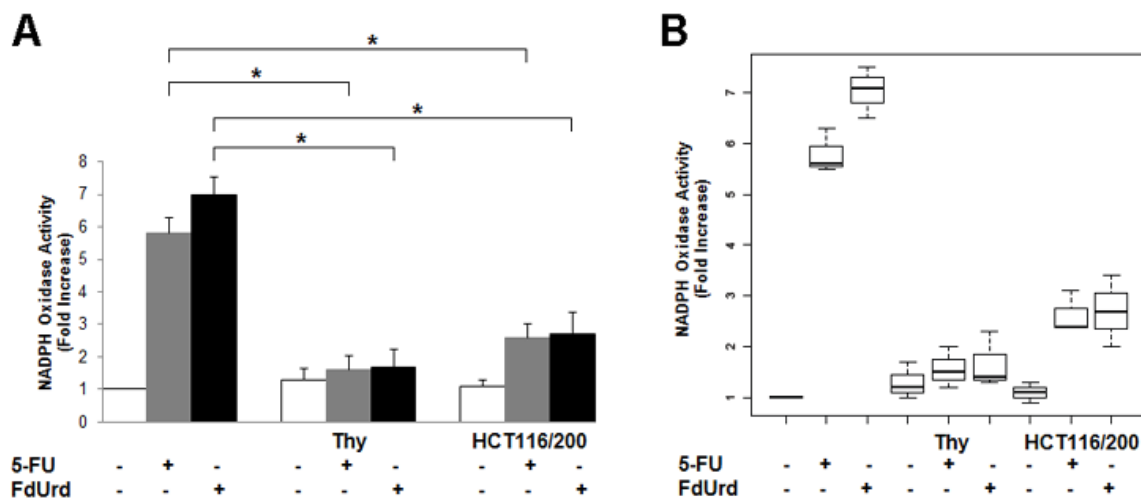 A
*
*
*
*
NADPH Oxidase Activity
(Fold Increase)
8
7
6
5
4
3
2
1
0
Thy HCT116/200
5-FU - + - - + - - + -
FdUrd - - + - - + - - +
B
NADPH Oxidase Activity
(Fold Increase)
7
6
5
4
3
2
1
Thy HCT116/200
5-FU - + - - + - - + -
FdUrd - - + - - + - - +